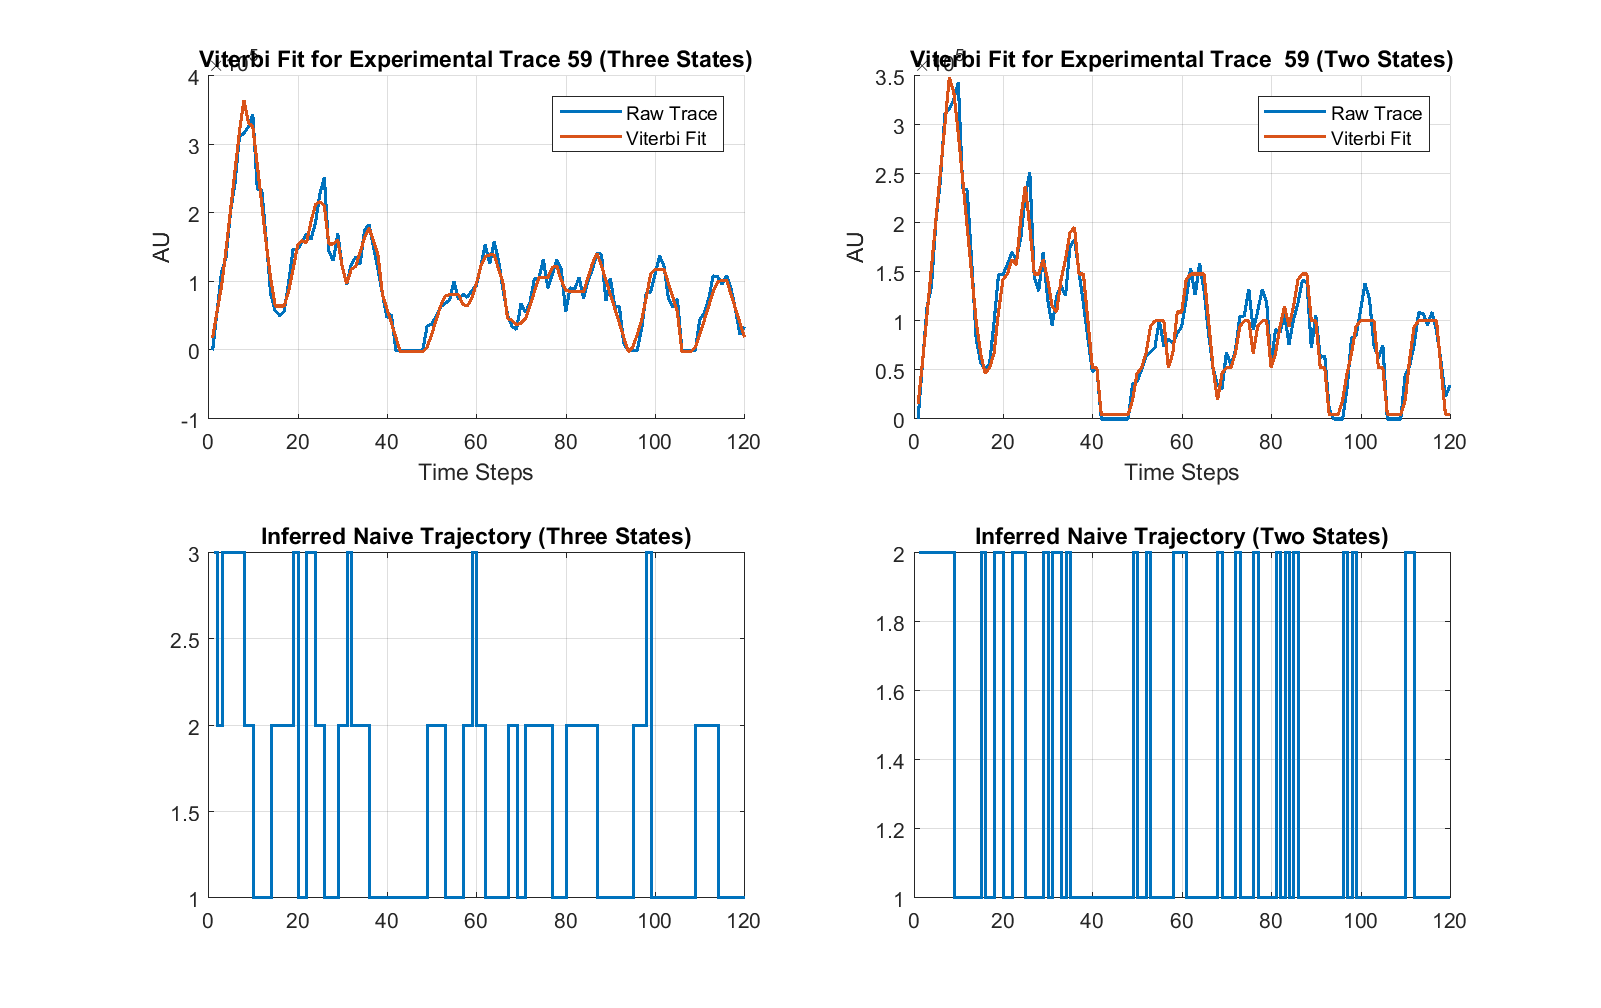 Viterbi Fit for Experimental Trace 59 (Three States)
×10^5
4
3
2
1
0
-1
AU
Raw Trace
Viterbi Fit
0 20 40 60 80 100 120
Time Steps
Viterbi Fit for Experimental Trace  59 (Two States)
×10^5
3.5
3
2.5
2
1.5
1
0.5
0
AU
Raw Trace
Viterbi Fit
0 20 40 60 80 100 120
Time Steps
Inferred Naive Trajectory (Three States)
3
2.5
2
1.5
1
0 20 40 60 80 100 120
Inferred Naive Trajectory (Two States)
2
1.8
1.6
1.4
1.2
1
0 20 40 60 80 100 120